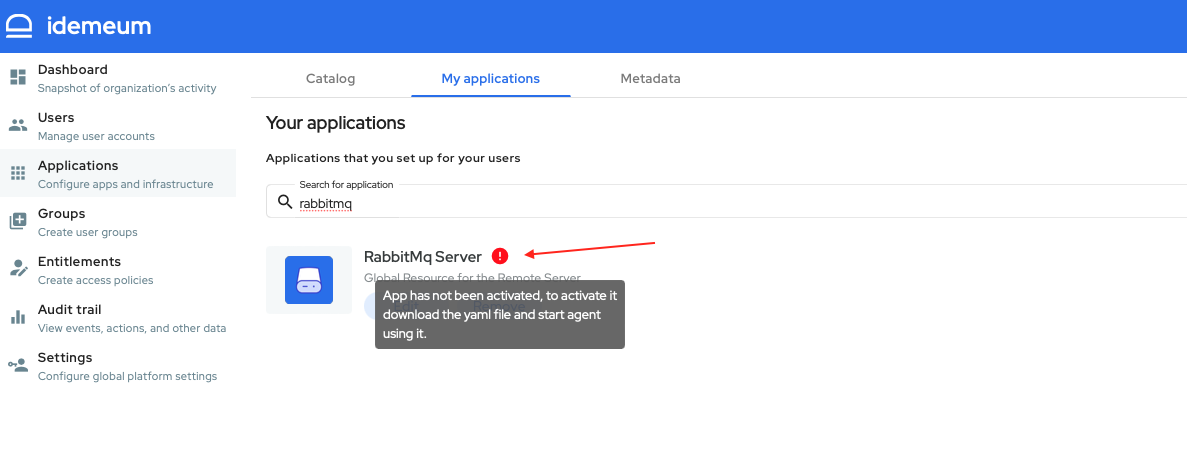 idemeum
Dashboard
Snapshot of organization's activity
Users
Manage user accounts
Applications
Configure apps and infrastructure
Groups
Create user groups
Entitlements
Create access policies
Audit trail
View events, actions, and other data
Settings
Configure global platform settings
Catalog
My applications
Metadata
Your applications
Applications that you set up for your users
Search for application
rabbitmq
RabbitMq Server
Global Resource for the Remote Server
App has not been activated, to activate it
download the yaml file and start agent
using it.